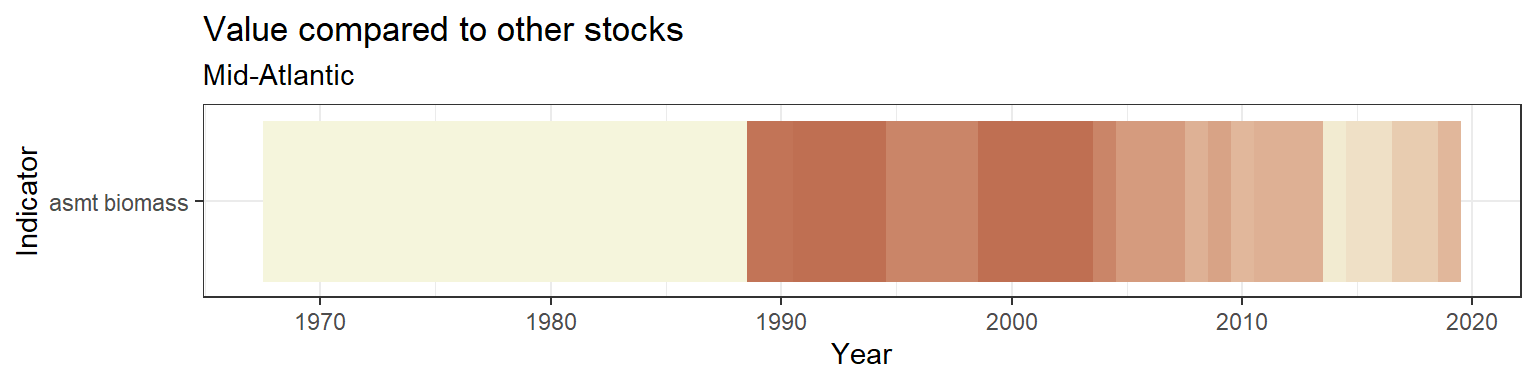 Value compared to other stocks
Mid-Atlantic
Indicator
asmt biomass
1970 1980 1990 2000 2010 2020
Year